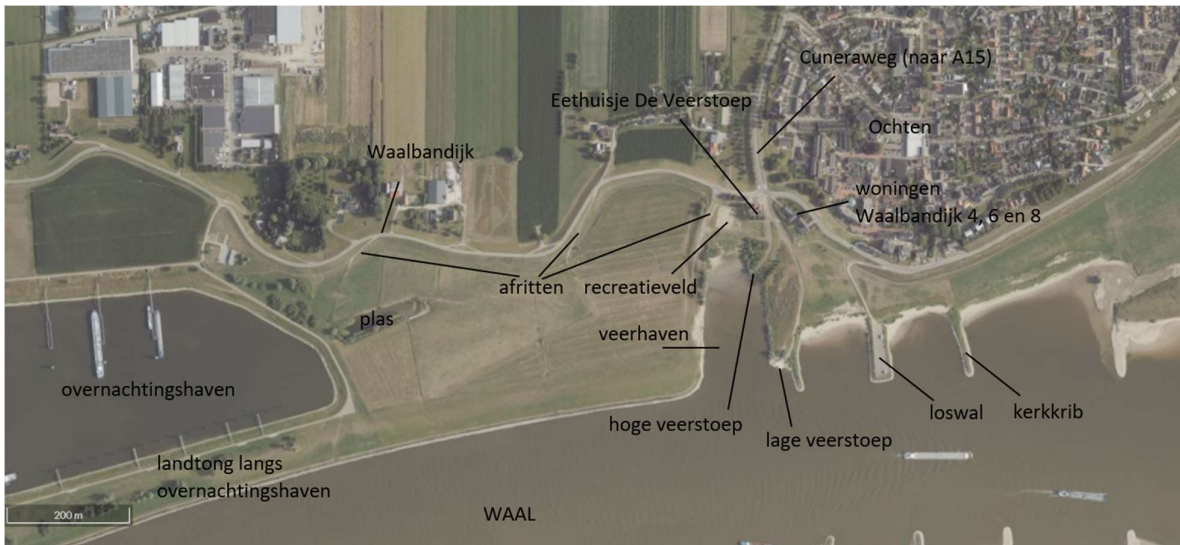 Cuneraweg (naar A15)
Eethuisje De Veerstoep
Ochten
Waalbandijk
woningen
Waalbandijk 4, 6 en 8
afritten
recreatieveld
plas
veerhaven
overnachtingshaven
loswal
kerkkrib
hoge veerstoep
lage veerstoep
landtong langs
overnachtingshaven
WAAL
200 m